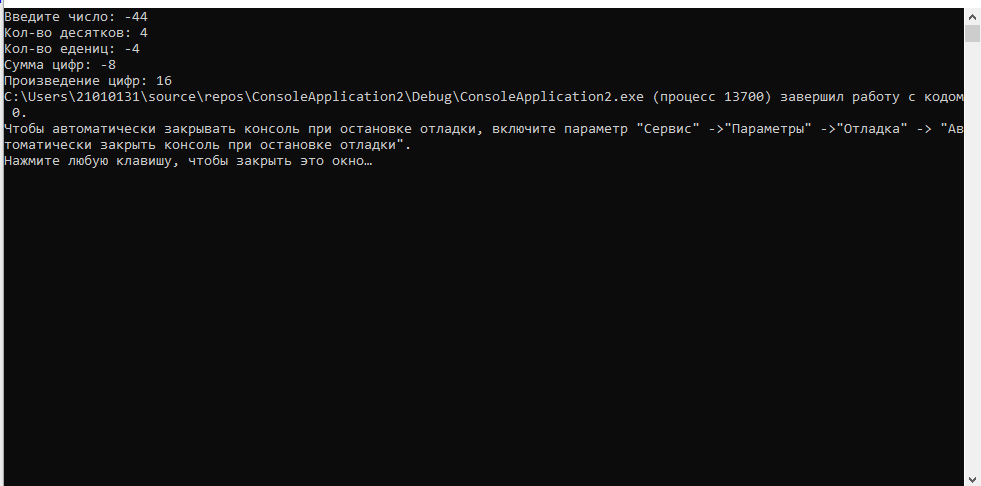 Введите число: -44
Кол-во десятков: 4
Кол-во едениц: -4
Сумма цифр: -8
Произведение цифр: 16
C:\Users\21010131\source\repos\ConsoleApplication2\Debug\ConsoleApplication2.exe (процесс 13700) завершил работу с кодом
 0.
Чтобы автоматически закрывать консоль при остановке отладки, включите параметр "Сервис" ->"Параметры" ->"Отладка" -> "Ав
томатически закрыть консоль при остановке отладки".
Нажмите любую клавишу, чтобы закрыть это окно…